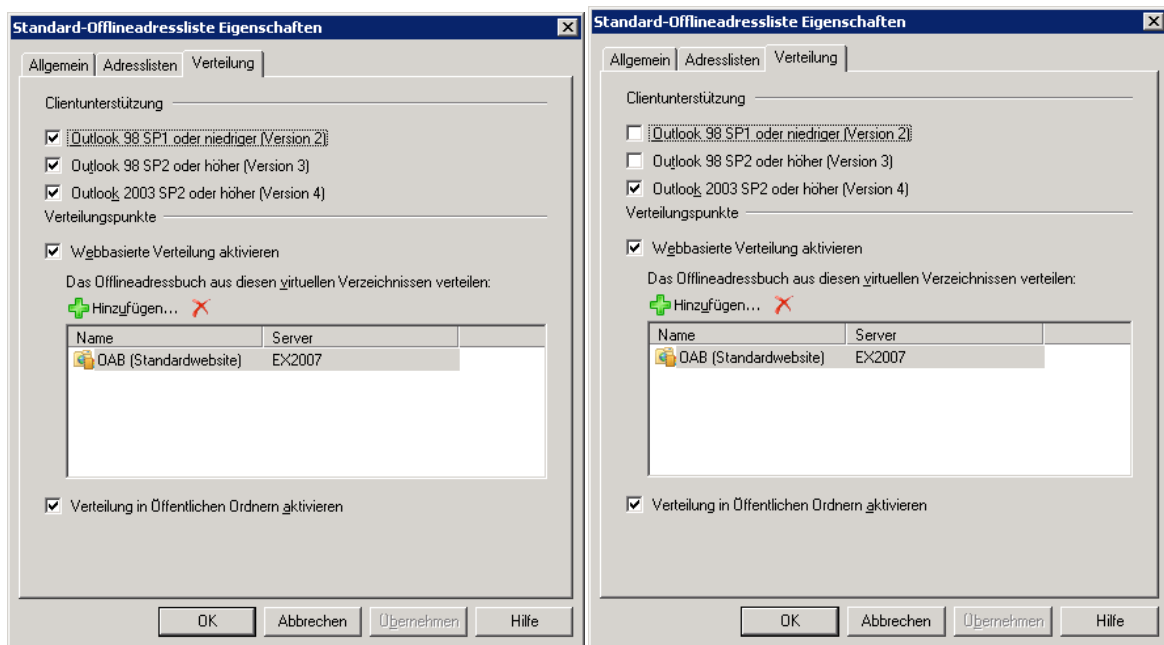 Standard-Offlineadressliste Eigenschaften
Allgemein Adresslisten Verteilung
Clientunterstützung
Outlook 98 SP1 oder niedriger (Version 2)
Outlook 98 SP2 oder höher (Version 3)
Outlook 2003 SP2 oder höher (Version 4)
Verteilungspunkte
Webbasierte Verteilung aktivieren
Das Offlineadressbuch aus diesen virtuellen Verzeichnissen verteilen:
Hinzufügen...
Name Server
OAB (Standardwebsite) EX2007
Verteilung in Öffentlichen Ordnern aktivieren
OK Abbrechen Übernehmen Hilfe
Standard-Offlineadressliste Eigenschaften
Allgemein Adresslisten Verteilung
Clientunterstützung
Outlook 98 SP1 oder niedriger (Version 2)
Outlook 98 SP2 oder höher (Version 3)
Outlook 2003 SP2 oder höher (Version 4)
Verteilungspunkte
Webbasierte Verteilung aktivieren
Das Offlineadressbuch aus diesen virtuellen Verzeichnissen verteilen:
Hinzufügen...
Name Server
OAB (Standardwebsite) EX2007
Verteilung in Öffentlichen Ordnern aktivieren
OK Abbrechen Übernehmen Hilfe